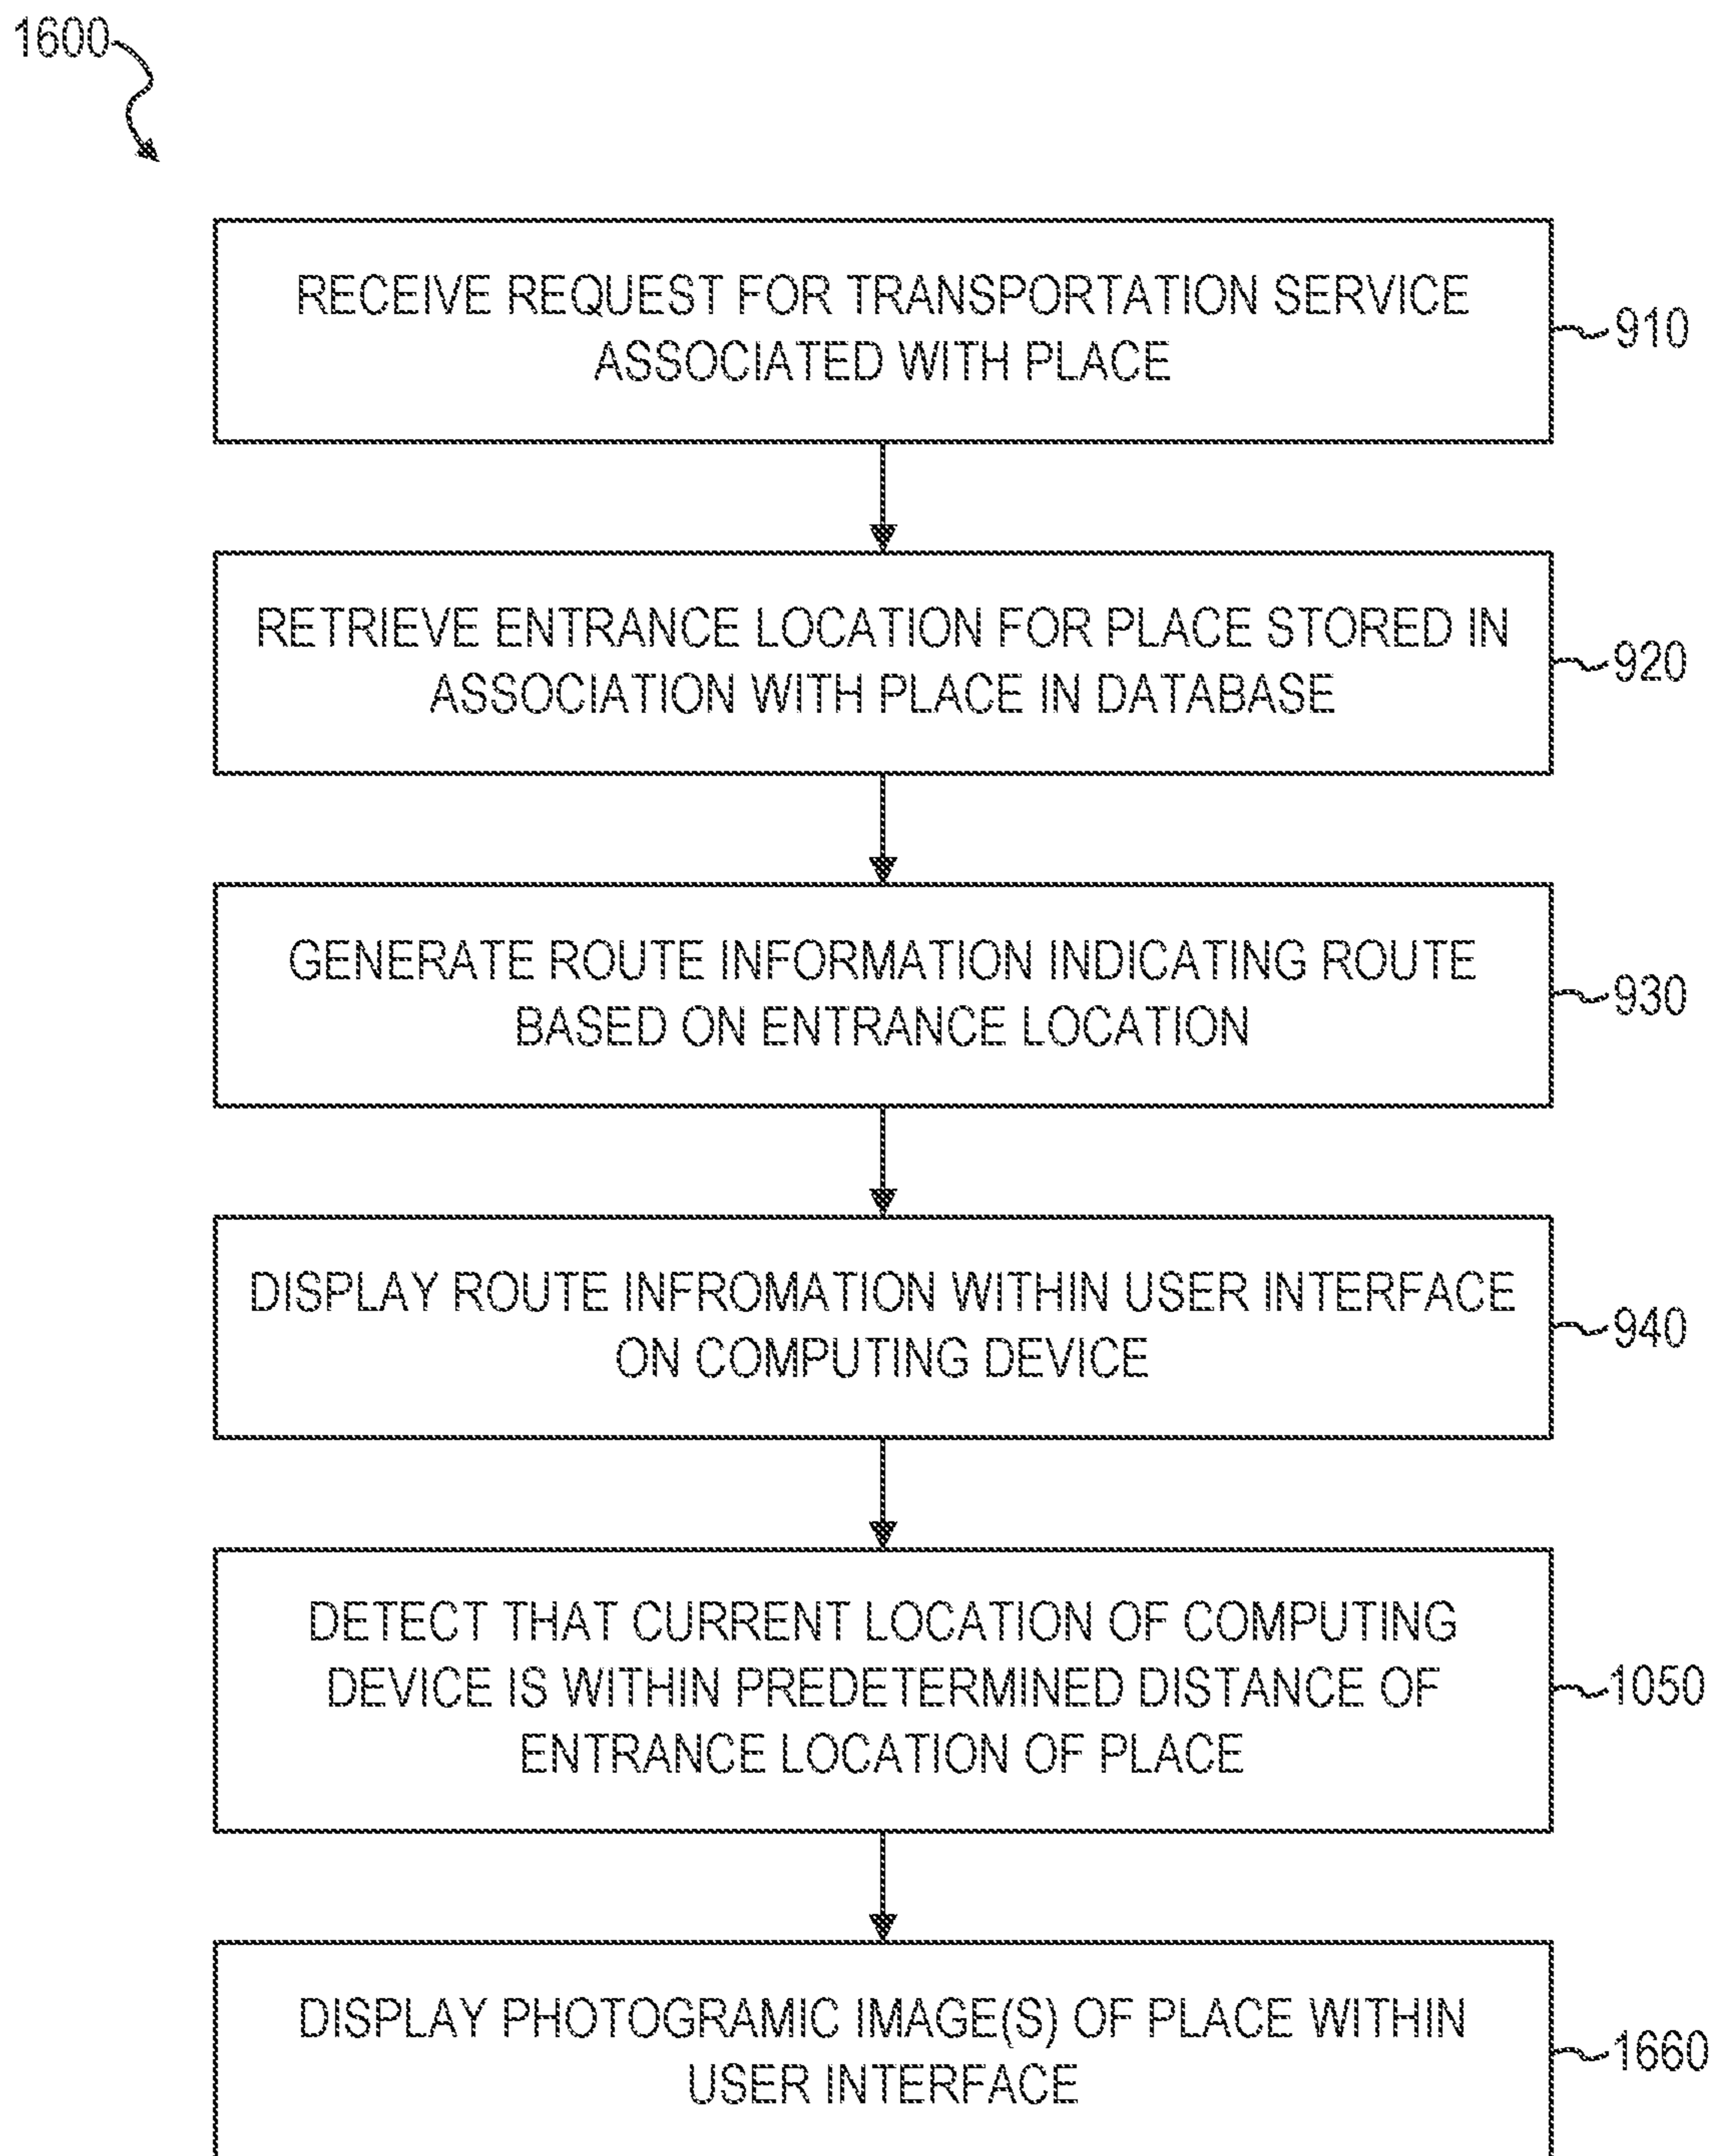 1600
RECEIVE REQUEST FOR TRANSPORTATION SERVICE
ASSOCIATED WITH PLACE
910
RETRIEVE ENTRANCE LOCATION FOR PLACE STORED IN
ASSOCIATION WITH PLACE IN DATABASE
920
GENERATE ROUTE INFORMATION INDICATING ROUTE
BASED ON ENTRANCE LOCATION
930
DISPLAY ROUTE INFROMATION WITHIN USER INTERFACE
ON COMPUTING DEVICE
940
DETECT THAT CURRENT LOCATION OF COMPUTING
DEVICE IS WITHIN PREDETERMINED DISTANCE OF
ENTRANCE LOCATION OF PLACE
1050
DISPLAY PHOTOGRAMIC IMAGE(S) OF PLACE WITHIN
USER INTERFACE
1660